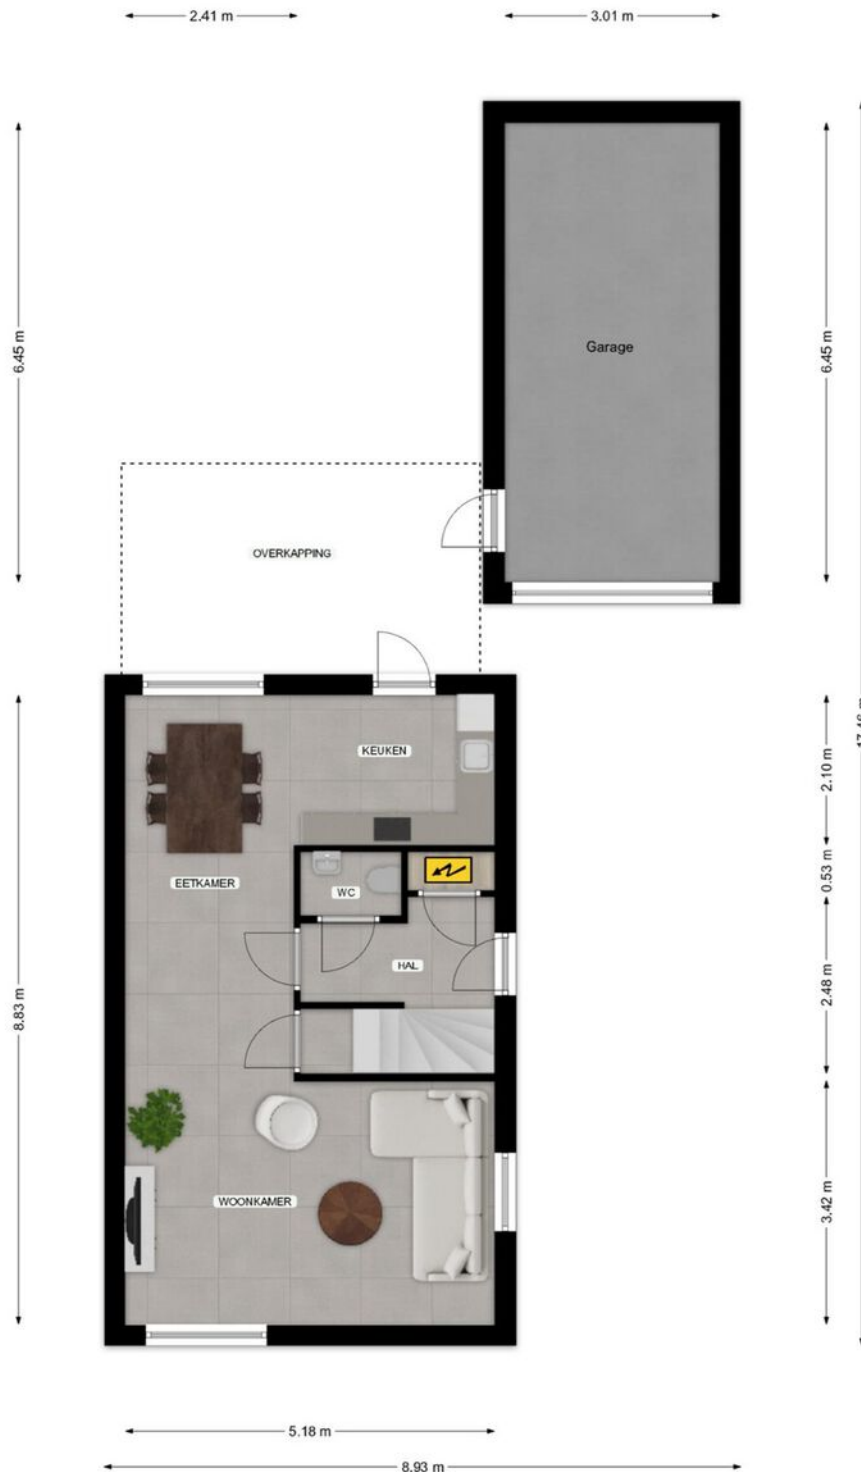 2.41 m
3.01 m
6.45 m
6.45 m
Garage
OVERKAPPING
KEUKEN
2.10 m
EETKAMER
WC
0.53 m
HAL
2.48 m
8.83 m
WOONKAMER
3.42 m
5.18 m
8.93 m